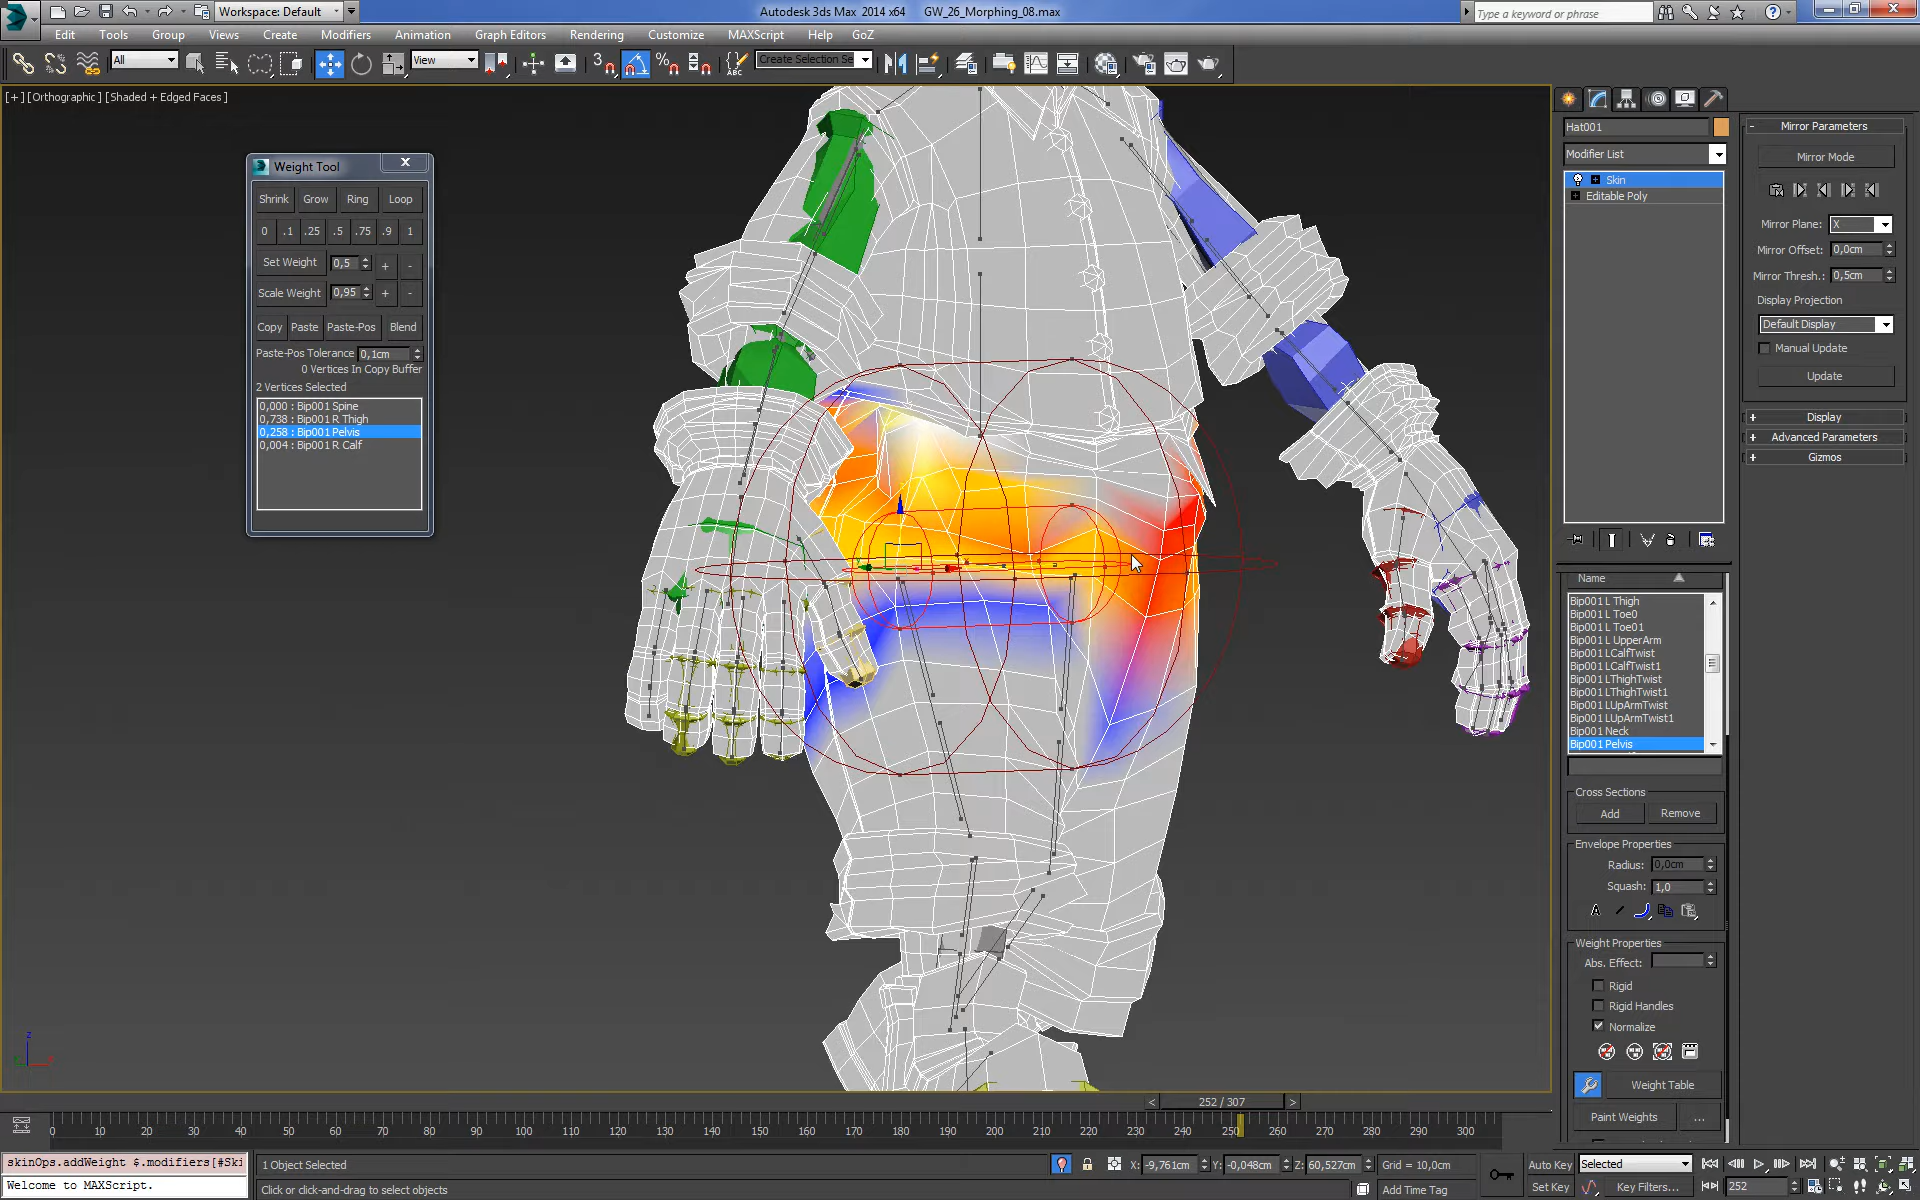 Workspace: Default
Autodesk 3ds Max 2014 x64 GW_26_Morphing_08.max
Type a keyword or phrase
Edit Tools Group Views Create Modifiers Animation Graph Editors Rendering Customize MAXScript Help GoZ
All View Create Selection Se
[+] [Orthographic] [Shaded + Edged Faces]
Weight Tool
Shrink Grow Ring Loop
0 .1 .25 .5 .75 .9 1
Set Weight 0,5 + -
Scale Weight 0,95 + -
Copy Paste Paste-Pos Blend
Paste-Pos Tolerance 0,1cm
0 Vertices In Copy Buffer
2 Vertices Selected
0,000 : Bip001 Spine
0,738 : Bip001 R Thigh
0,258 : Bip001 Pelvis
0,004 : Bip001 R Calf
Hat001
Modifier List
Skin
Editable Poly
Name
Bip001 L Thigh
Bip001 L Toe0
Bip001 L Toe01
Bip001 L UpperArm
Bip001 LCalfTwist
Bip001 LCalfTwist1
Bip001 LThighTwist
Bip001 LThighTwist1
Bip001 LUpArmTwist
Bip001 LUpArmTwist1
Bip001 Neck
Bip001 Pelvis
Cross Sections
Add Remove
Envelope Properties
Radius: 0,0cm
Squash: 1,0
Weight Properties
Abs. Effect:
Rigid
Rigid Handles
Normalize
Weight Table
Paint Weights ...
- Mirror Parameters
Mirror Mode
Mirror Plane: X
Mirror Offset: 0,0cm
Mirror Thresh.: 0,5cm
Display Projection
Default Display
Manual Update
Update
+ Display
+ Advanced Parameters
+ Gizmos
< 252 / 307 >
0 10 20 30 40 50 60 70 80 90 100 110 120 130 140 150 160 170 180 190 200 210 220 230 240 250 260 270 280 290 300
skinOps.addWeight $.modifiers[#Ski
Welcome to MAXScript.
1 Object Selected
Click or click-and-drag to select objects
X: -9,761cm Y: -0,048cm Z: 60,527cm Grid = 10,0cm
Add Time Tag
Auto Key Selected
Set Key Key Filters... 252